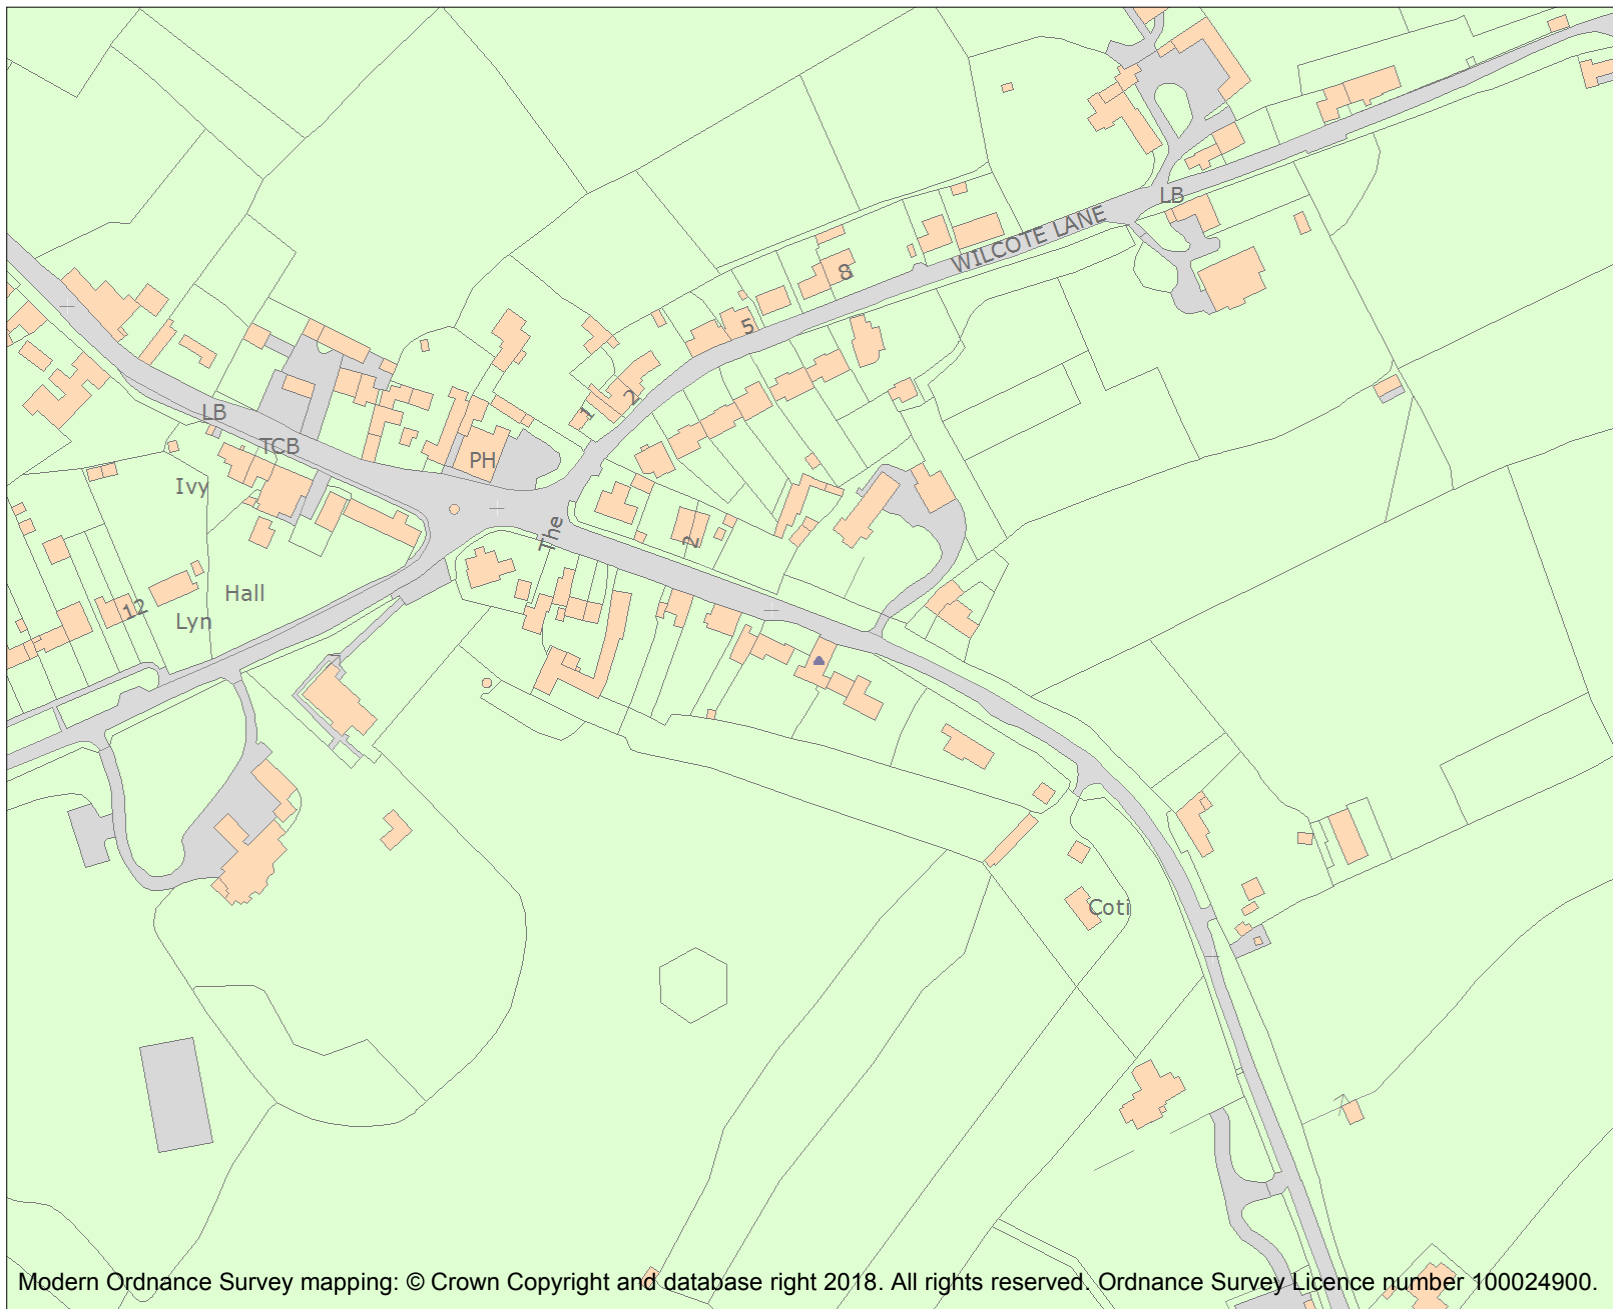 LB
WILCOTE LANE
8
5
2
1
LB
TCB
PH
Ivy
The
2
Hall
12
Lyn
Coti
Modern Ordnance Survey mapping: © Crown Copyright and database right 2018. All rights reserved. Ordnance Survey Licence number 100024900.